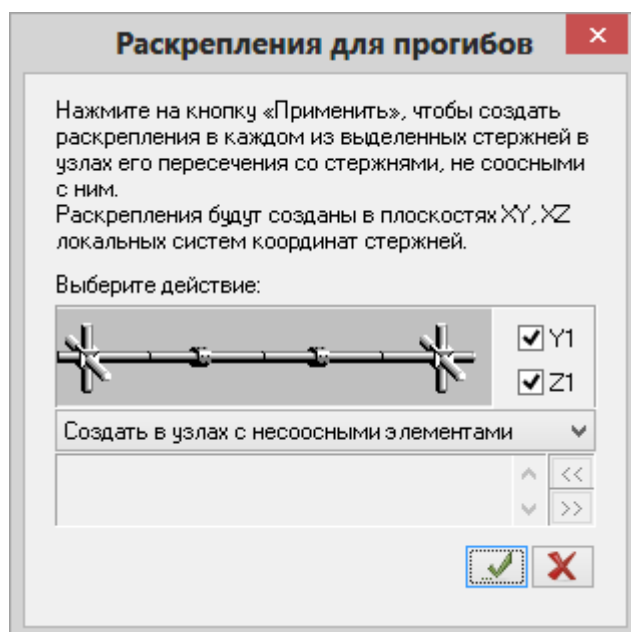 Раскрепления для прогибов
Нажмите на кнопку «Применить», чтобы создать
раскрепления в каждом из выделенных стержней в
узлах его пересечения со стержнями, не соосными
с ним.
Раскрепления будут созданы в плоскостях XY, XZ
локальных систем координат стержней.
Выберите действие:
Y1
Z1
Создать в узлах с несоосными элементами
<<
>>